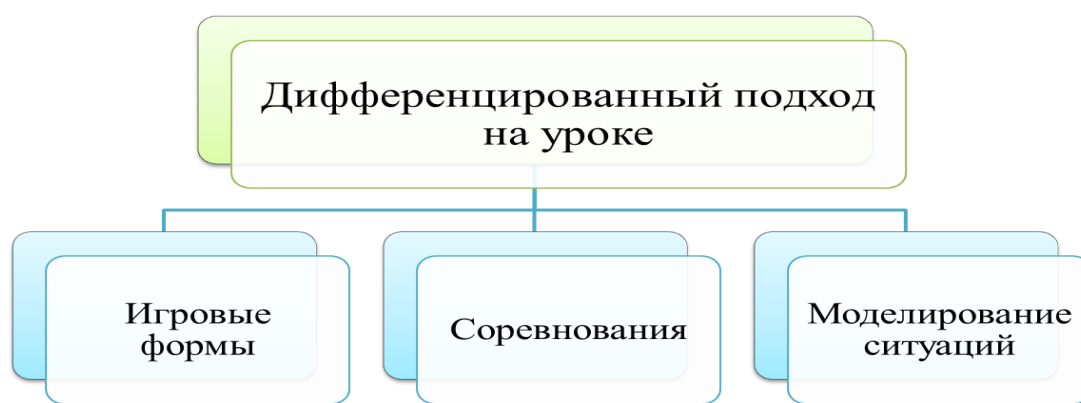 Дифференцированный подход
на уроке
Игровые
формы
Соревнования
Моделирование
ситуаций